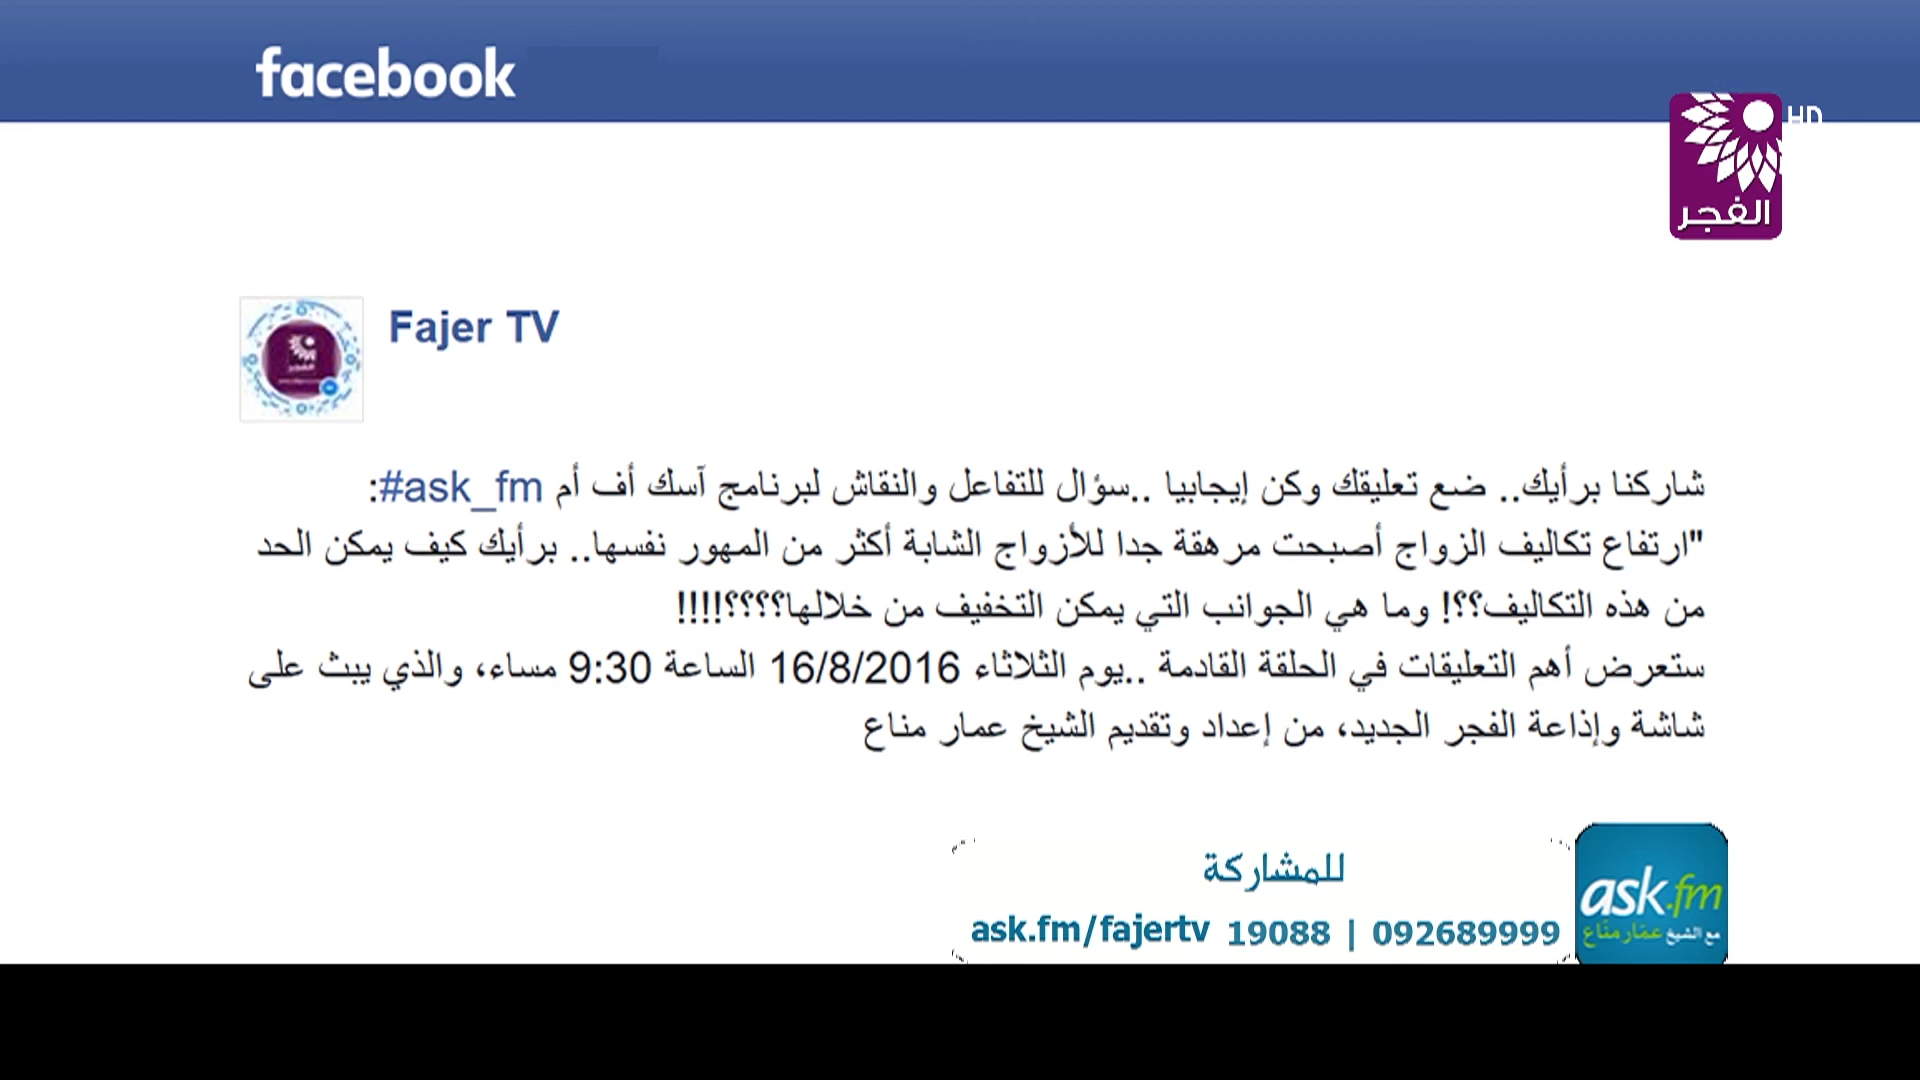 facebook
HD
الفجر
Fajer TV
شاركنا برأيك.. ضع تعليقك وكن إيجابيا ..سؤال للتفاعل والنقاش لبرنامج آسك أف أم #ask_fm:
"ارتفاع تكاليف الزواج أصبحت مرهقة جدا للأزواج الشابة أكثر من المهور نفسها.. برأيك كيف يمكن الحد
من هذه التكاليف؟؟! وما هي الجوانب التي يمكن التخفيف من خلالها؟؟؟؟!!!!
ستعرض أهم التعليقات في الحلقة القادمة ..يوم الثلاثاء 16/8/2016 الساعة 9:30 مساء، والذي يبث على
شاشة وإذاعة الفجر الجديد، من إعداد وتقديم الشيخ عمار مناع
للمشاركة
ask.fm/fajertv 19088 | 092689999
ask.fm
مع الشيخ عمّار منّاع